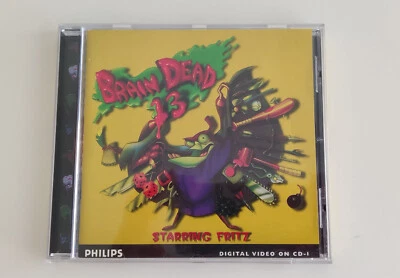 BRAIN DEAD
13
STARRING FRITZ
PHILIPS
DIGITAL VIDEO ON CD-I